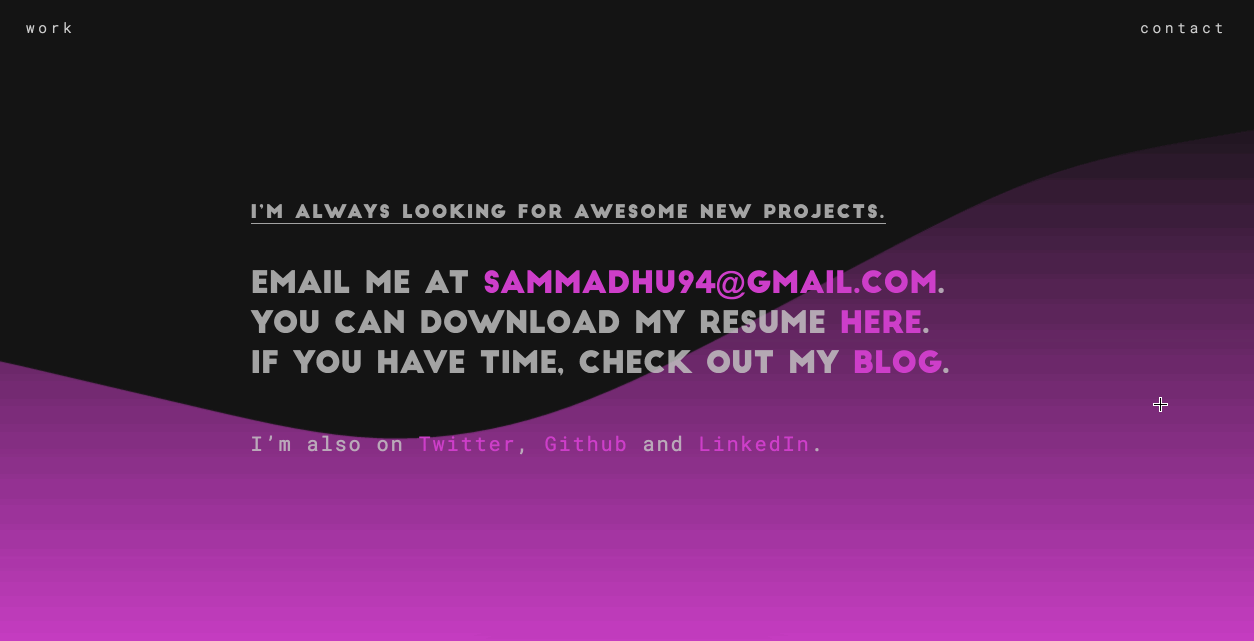 work
contact
I'M ALWAYS LOOKING FOR AWESOME NEW PROJECTS.
EMAIL ME AT SAMMADHU94@GMAIL.COM.
YOU CAN DOWNLOAD MY RESUME HERE.
IF YOU HAVE TIME, CHECK OUT MY BLOG.
I'm also on Twitter, Github and LinkedIn.